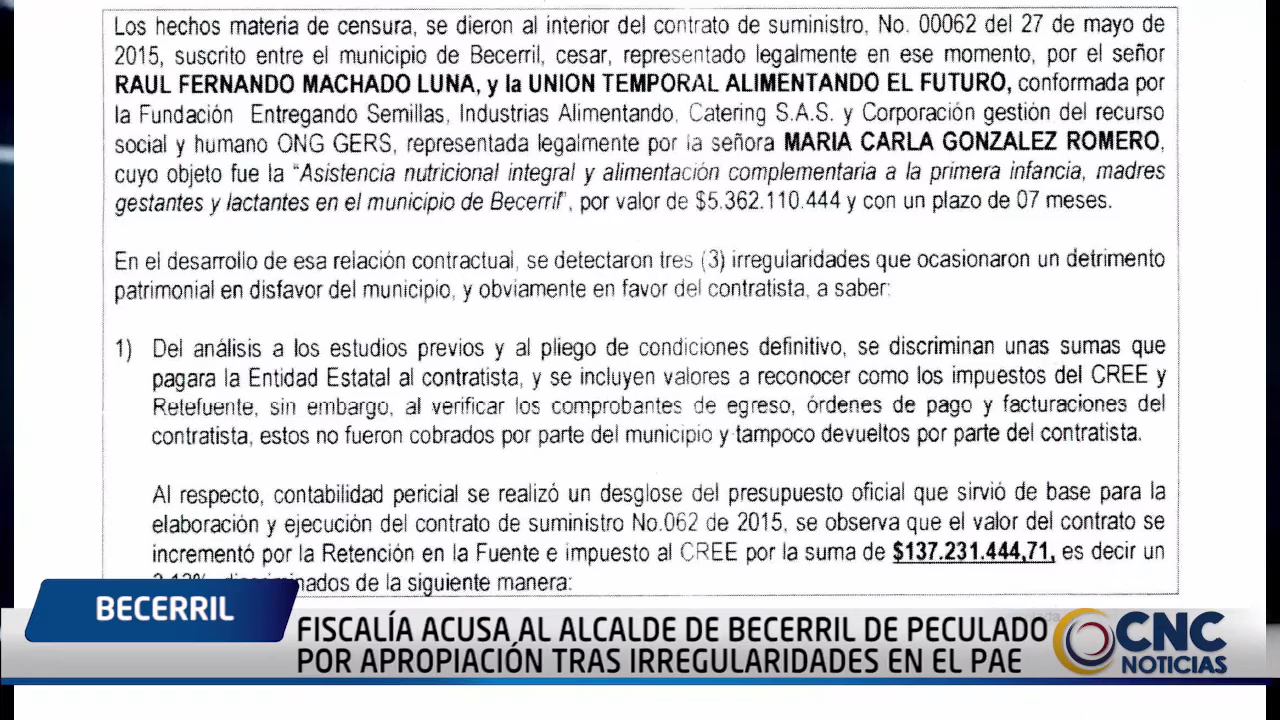 Los hechos materia de censura, se dieron al interior del contrato de suministro, No. 00062 del 27 de mayo de
2015, suscrito entre el municipio de Becerril, cesar, representado legalmente en ese momento, por el señor
RAUL FERNANDO MACHADO LUNA, y la UNION TEMPORAL ALIMENTANDO EL FUTURO, conformada por
la Fundación Entregando Semillas, Industrias Alimentando, Catering S.A.S. y Corporación gestión del recurso
social y humano ONG GERS, representada legalmente por la señora MARIA CARLA GONZALEZ ROMERO,
cuyo objeto fue la “Asistencia nutricional integral y alimentación complementaria a la primera infancia, madres
gestantes y lactantes en el municipio de Becerril”, por valor de $5.362.110.444 y con un plazo de 07 meses.
En el desarrollo de esa relación contractual, se detectaron tres (3) irregularidades que ocasionaron un detrimento
patrimonial en disfavor del municipio, y obviamente en favor del contratista, a saber:
1) Del análisis a los estudios previos y al pliego de condiciones definitivo, se discriminan unas sumas que
pagara la Entidad Estatal al contratista, y se incluyen valores a reconocer como los impuestos del CREE y
Retefuente, sin embargo, al verificar los comprobantes de egreso, órdenes de pago y facturaciones del
contratista, estos no fueron cobrados por parte del municipio y tampoco devueltos por parte del contratista.
Al respecto, contabilidad pericial se realizó un desglose del presupuesto oficial que sirvió de base para la
elaboración y ejecución del contrato de suministro No.062 de 2015, se observa que el valor del contrato se
incrementó por la Retención en la Fuente e impuesto al CREE por la suma de $137.231.444,71, es decir un
de la siguiente manera:
BECERRIL
FISCALÍA ACUSA AL ALCALDE DE BECERRIL DE PECULADO
POR APROPIACIÓN TRAS IRREGULARIDADES EN EL PAE
CNC
NOTICIAS